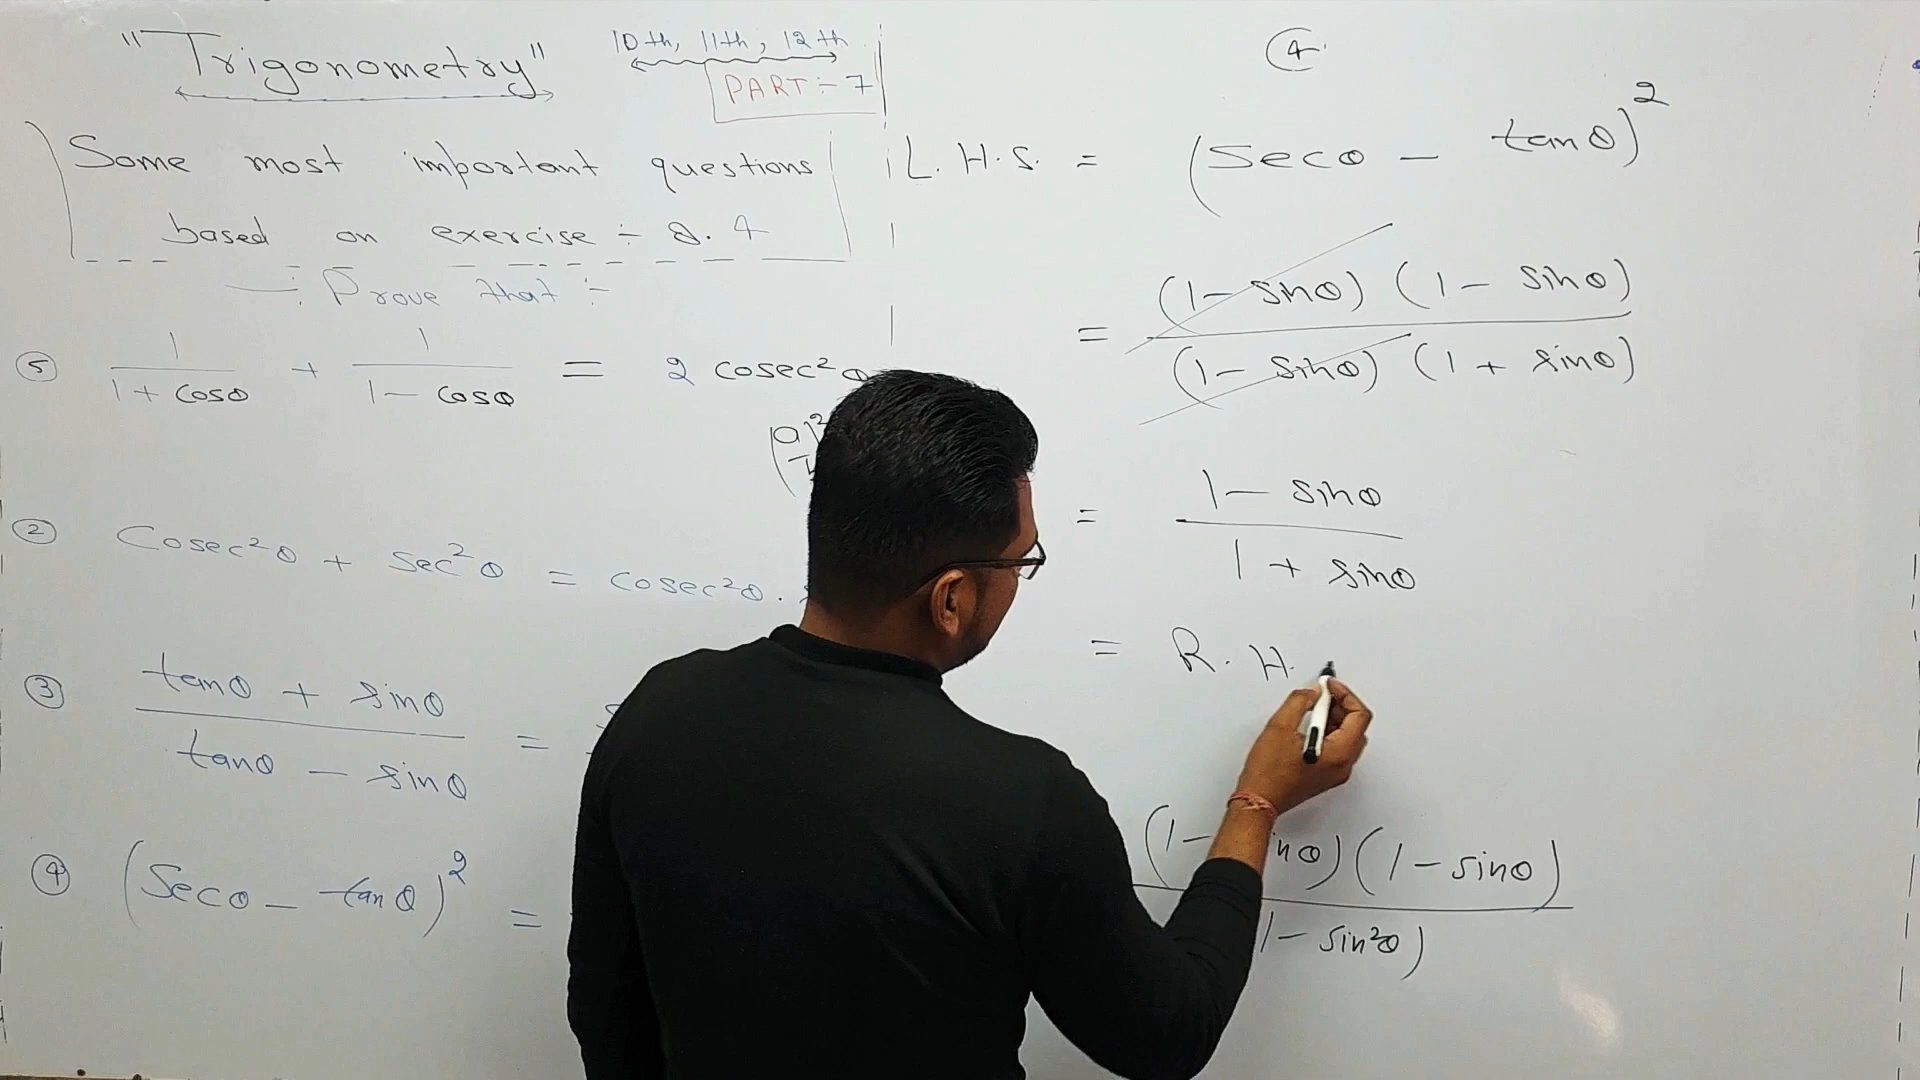 "Trigonometry"
10th, 11th, 12th
PART:- 7
Some most important questions
based on exercise ÷ 8.4
—: Prove that :-
⑤ 1/(1 + cosθ) + 1/(1 - cosθ) = 2 cosec²θ
② Cosec²θ + sec²θ = cosec²θ .
③ (tanθ + sinθ)/(tanθ - sinθ) =
④ (Secθ - tanθ)² =
④
L.H.S. = (secθ - tanθ)²
= (1 - sinθ)(1 - sinθ)/(1 - sinθ)(1 + sinθ)
= (1 - sinθ)/(1 + sinθ)
= R.H.
(1 - inθ)(1 - sinθ)
1 - sin²θ)